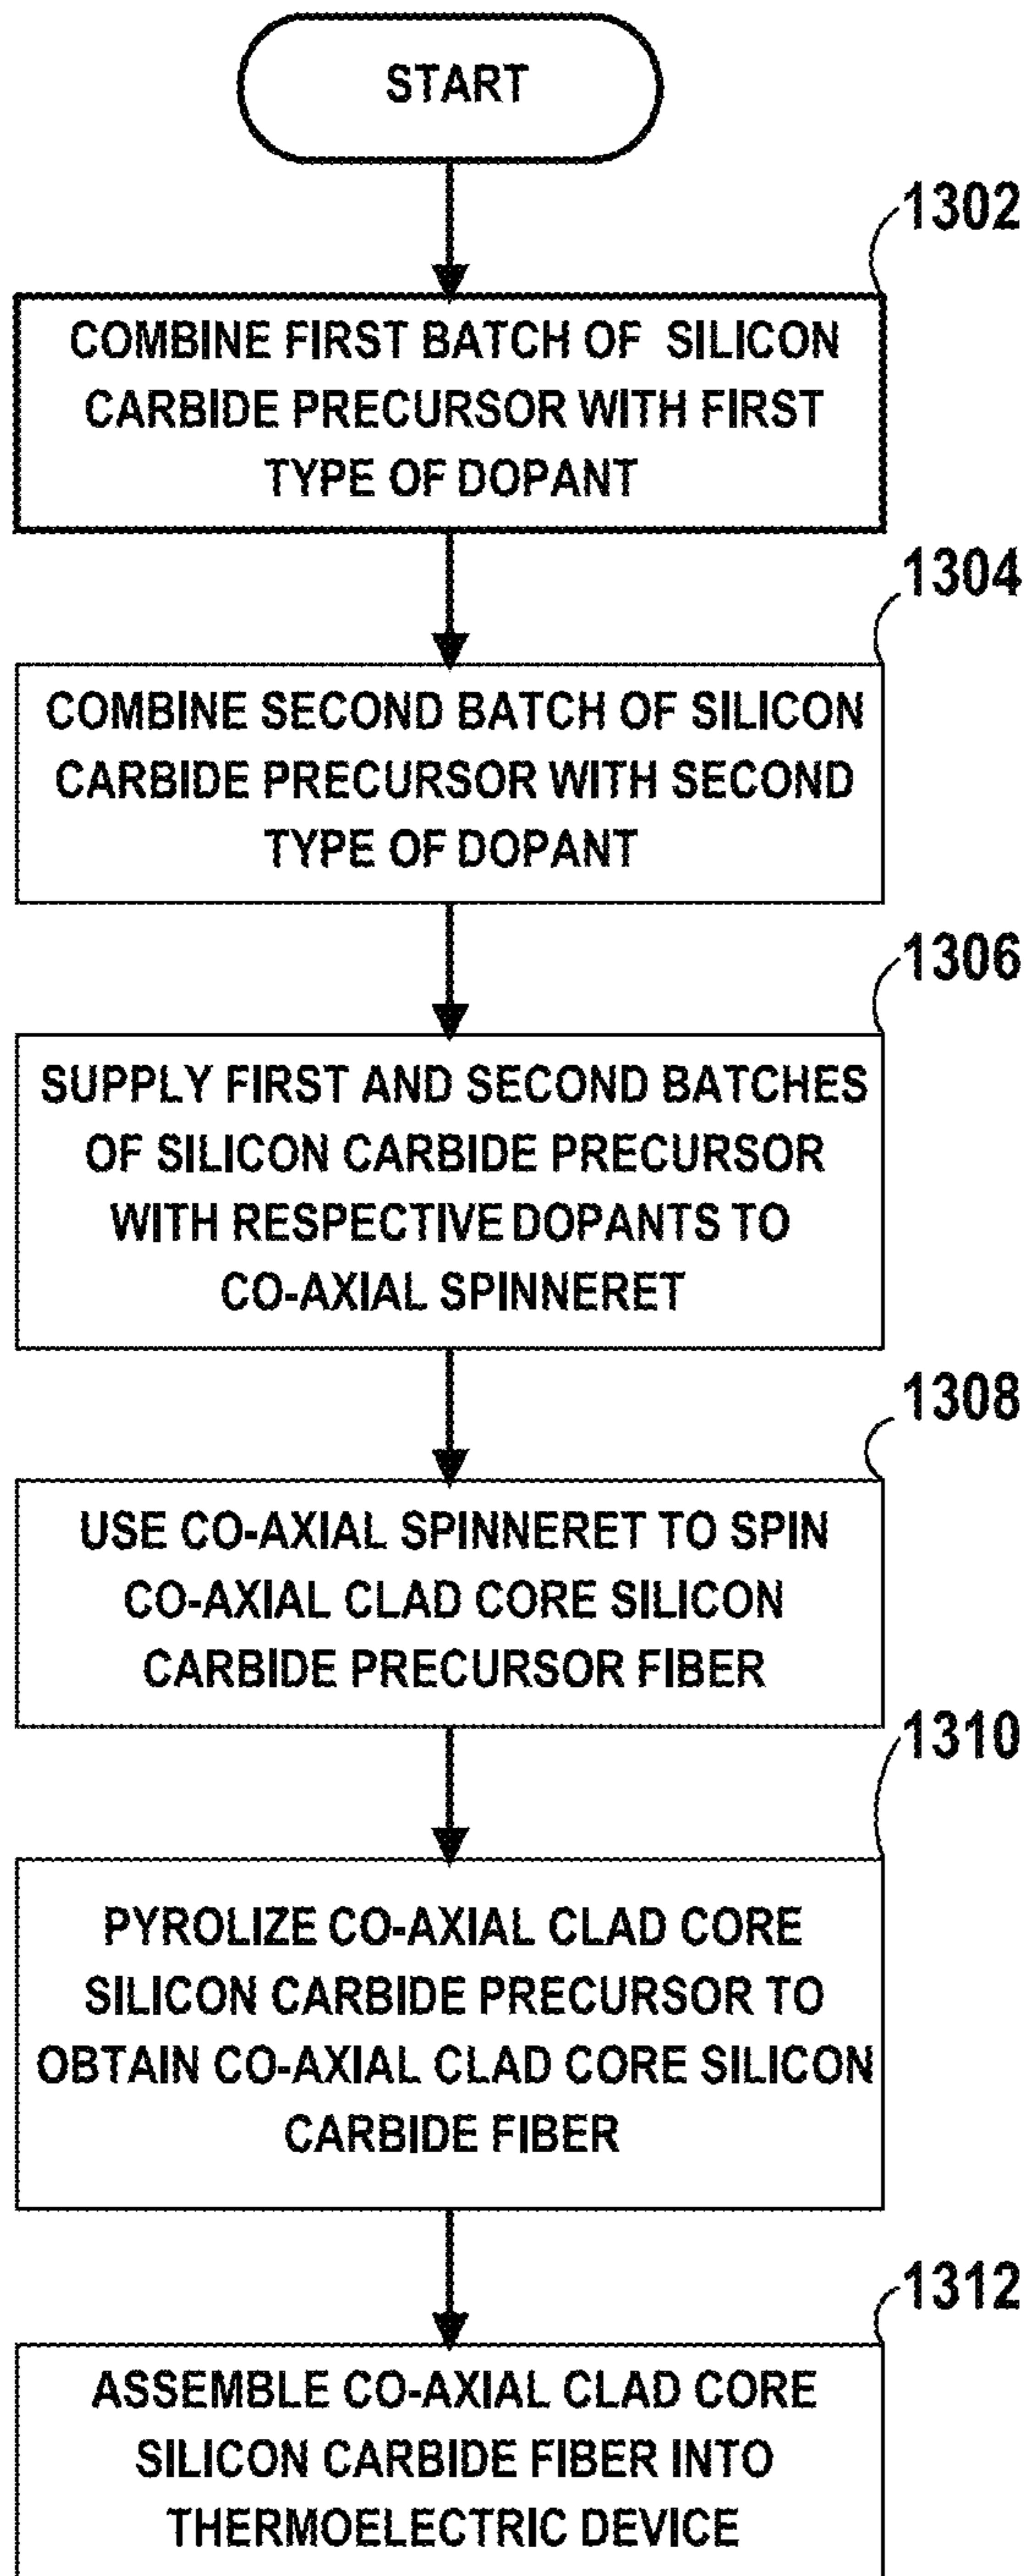 START
1302
COMBINE FIRST BATCH OF SILICON
CARBIDE PRECURSOR WITH FIRST
TYPE OF DOPANT
1304
COMBINE SECOND BATCH OF SILICON
CARBIDE PRECURSOR WITH SECOND
TYPE OF DOPANT
1306
SUPPLY FIRST AND SECOND BATCHES
OF SILICON CARBIDE PRECURSOR
WITH RESPECTIVE DOPANTS TO
CO-AXIAL SPINNERET
1308
USE CO-AXIAL SPINNERET TO SPIN
CO-AXIAL CLAD CORE SILICON
CARBIDE PRECURSOR FIBER
1310
PYROLIZE CO-AXIAL CLAD CORE
SILICON CARBIDE PRECURSOR TO
OBTAIN CO-AXIAL CLAD CORE SILICON
CARBIDE FIBER
1312
ASSEMBLE CO-AXIAL CLAD CORE
SILICON CARBIDE FIBER INTO
THERMOELECTRIC DEVICE